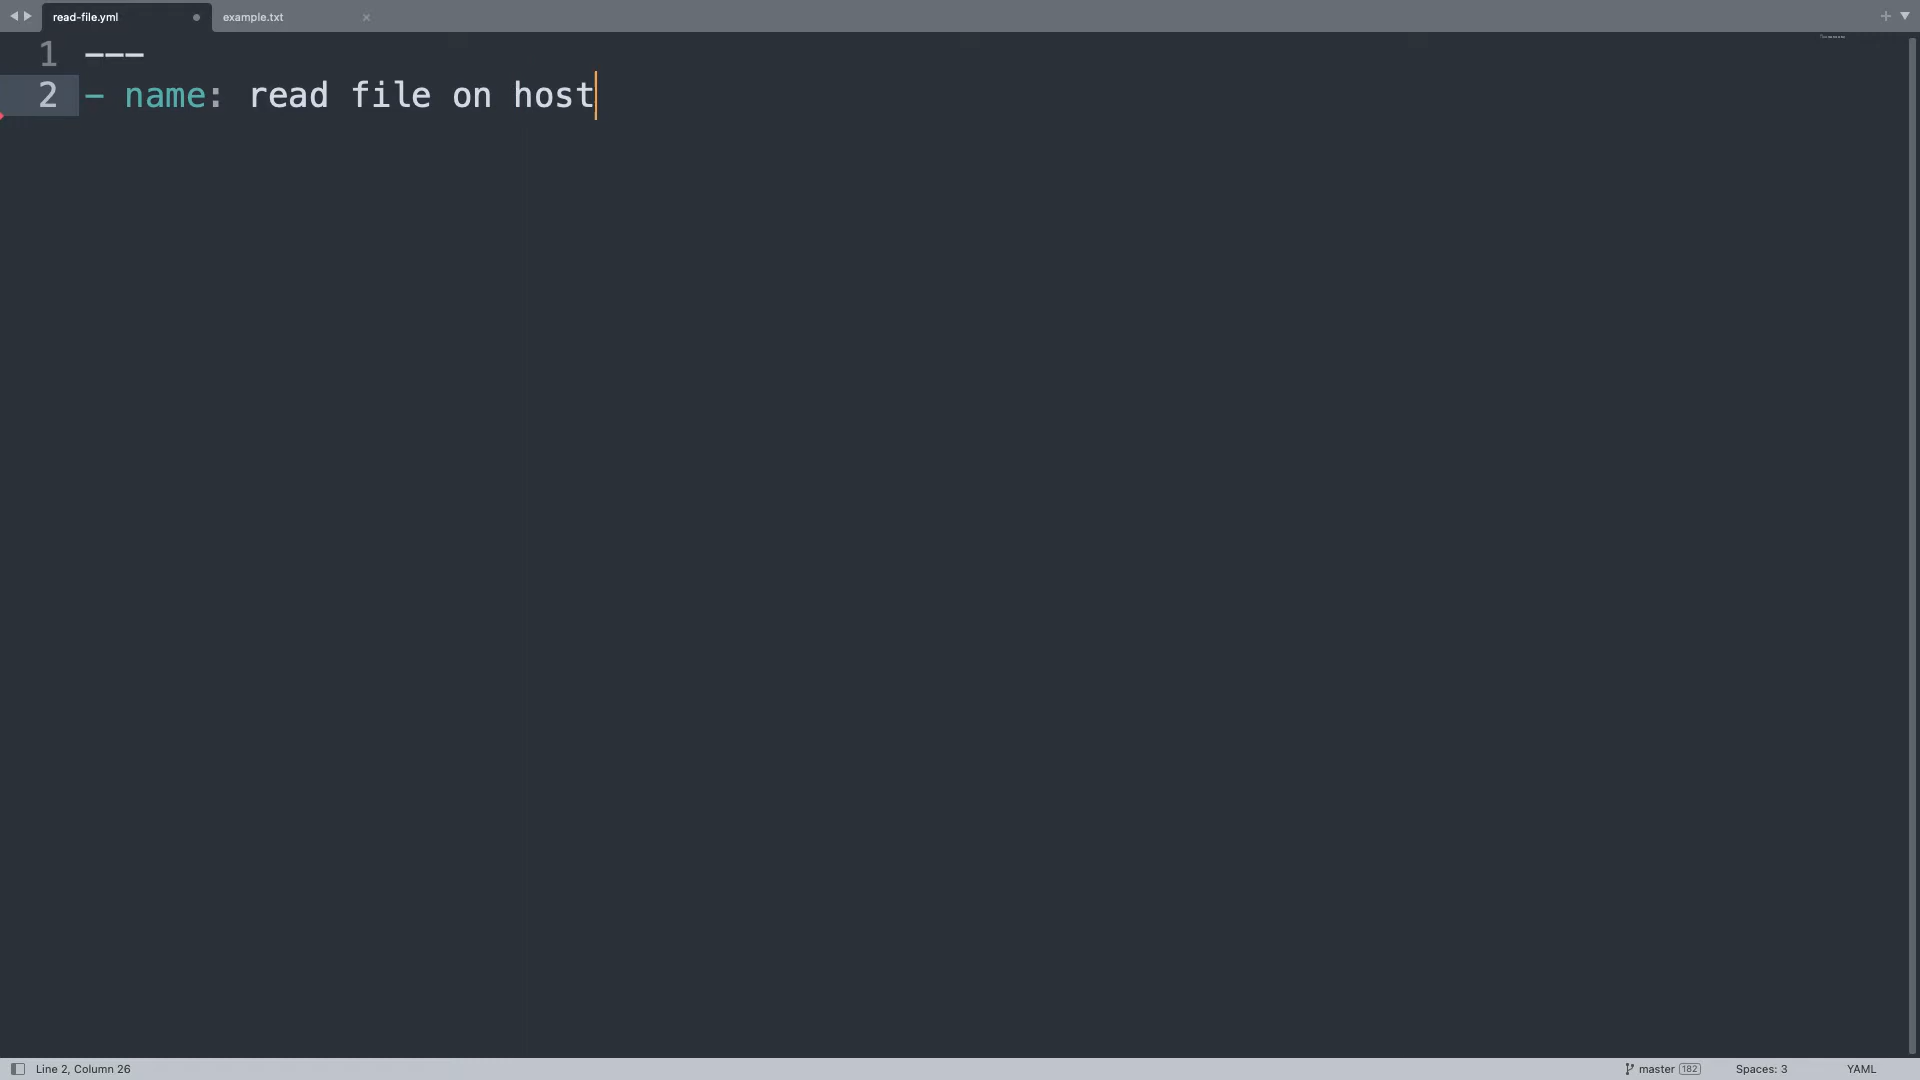 read-file.yml
example.txt
1 ---
2 - name: read file on host
Line 2, Column 26
master 182
Spaces: 3
YAML